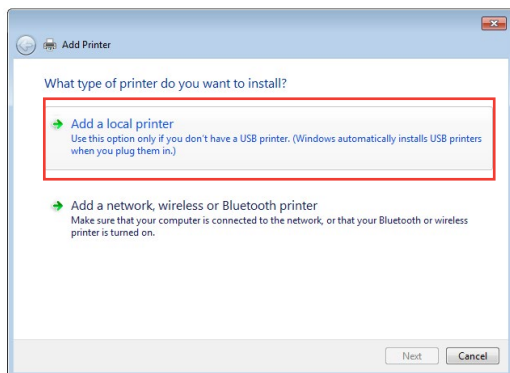 Add Printer
What type of printer do you want to install?
Add a local printer
Use this option only if you don't have a USB printer. (Windows automatically installs USB printers
when you plug them in.)
Add a network, wireless or Bluetooth printer
Make sure that your computer is connected to the network, or that your Bluetooth or wireless
printer is turned on.
Next Cancel